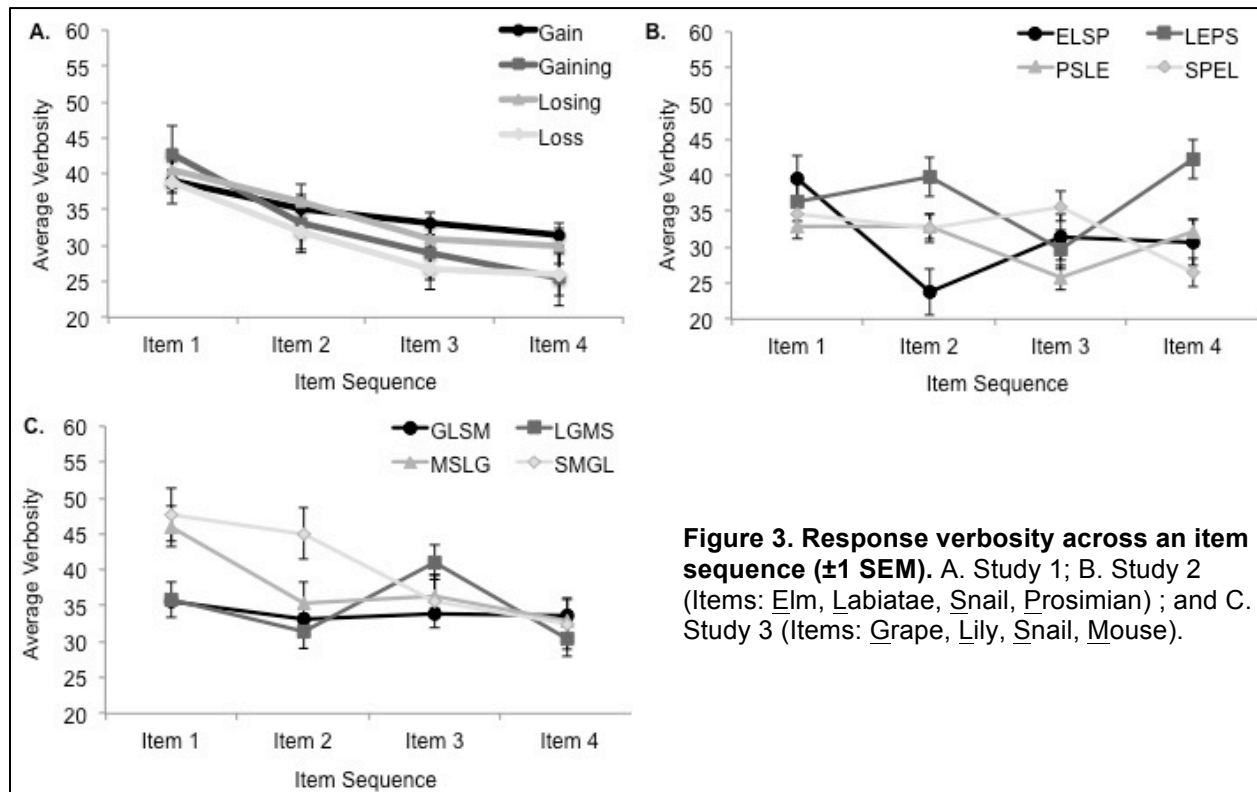 A.
Gain
Gaining
Losing
Loss
60
55
50
45
40
35
30
25
20
Average Verbosity
Item 1 Item 2 Item 3 Item 4
Item Sequence
B.
ELSP LEPS
PSLE SPEL
60
55
50
45
40
35
30
25
20
Average Verbosity
Item 1 Item 2 Item 3 Item 4
Item Sequence
C.
GLSM LGMS
MSLG SMGL
60
55
50
45
40
35
30
25
20
Average Verbosity
Item 1 Item 2 Item 3 Item 4
Item Sequence
Figure 3. Response verbosity across an item
sequence (±1 SEM). A. Study 1; B. Study 2
(Items: Elm, Labiatae, Snail, Prosimian) ; and C.
Study 3 (Items: Grape, Lily, Snail, Mouse).